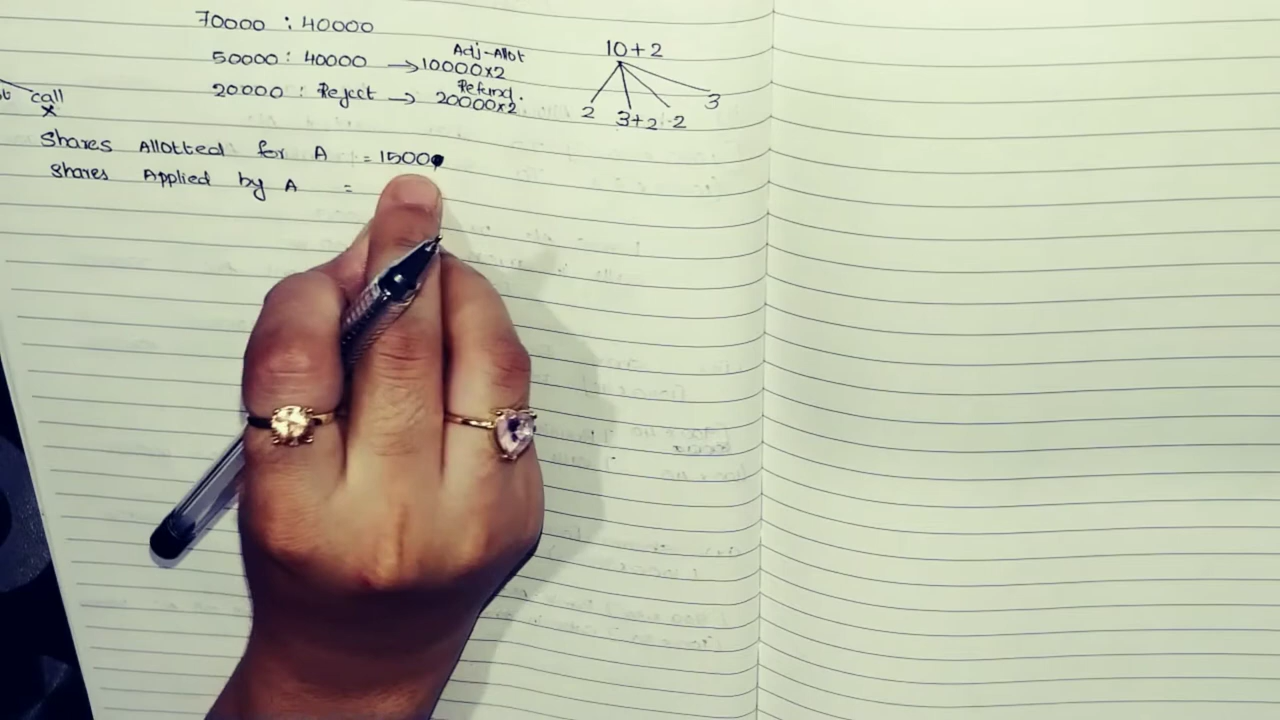 70000 : 40000
50000 : 40000 → Adj-Allot 10000x2
20000 : Reject → Refund. 20000x2
10+2
2 3+2 2 3
call
x
Shares Allotted for A = 1500
Shares Applied by A =